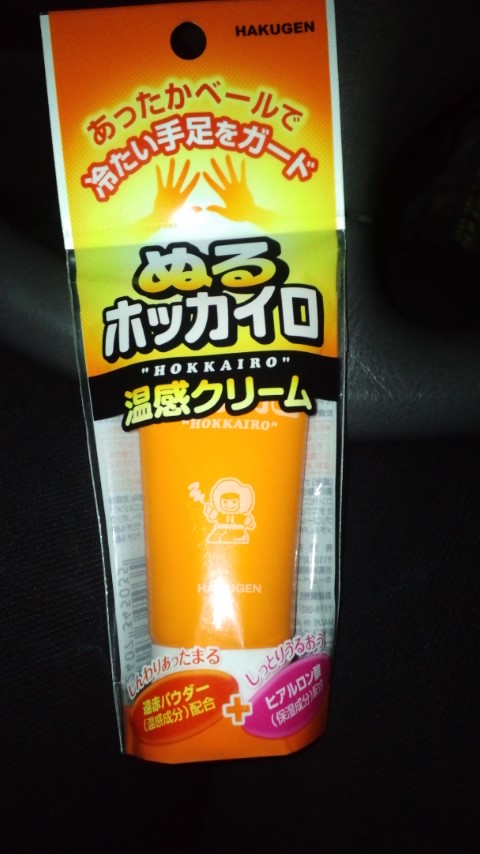 HAKUGEN
あったかベールで
冷たい手足をガード
ぬる
ホッカイロ
"HOKKAIRO"
温感クリーム
"HOKKAIRO"
HAKUGEN
じんわりあったまる
遠赤パウダー
(温感成分)配合
+
しっとりうるおう
ヒアルロン酸
(保湿成分)配合